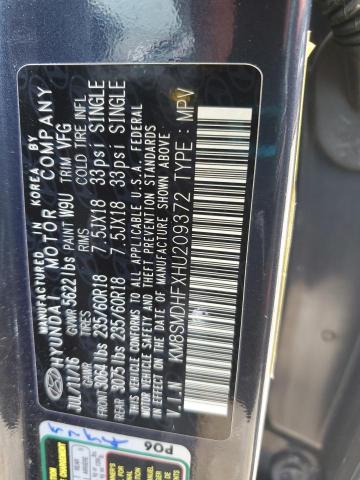 MANUFACTURED IN KOREA BY
HYUNDAI MOTOR COMPANY
JUL/17/16 GVWR 5622 lbs PAINT W9U TRIM VFG
GAWR TIRES RIMS COLD TIRE INFL
FRONT 3064 lbs 235/60R18 7.5JX18 33psi SINGLE
REAR 3075 lbs 235/60R18 7.5JX18 33psi SINGLE
THIS VEHICLE CONFORMS TO ALL APPLICABLE U.S.A. FEDERAL
MOTOR VEHICLE SAFETY, BUMPER, AND THEFT PREVENTION STANDARDS
IN EFFECT ON THE DATE OF MANUFACTURE SHOWN ABOVE
V.I.N : KM8SMDHFXHU209372 TYPE : MPV
P06